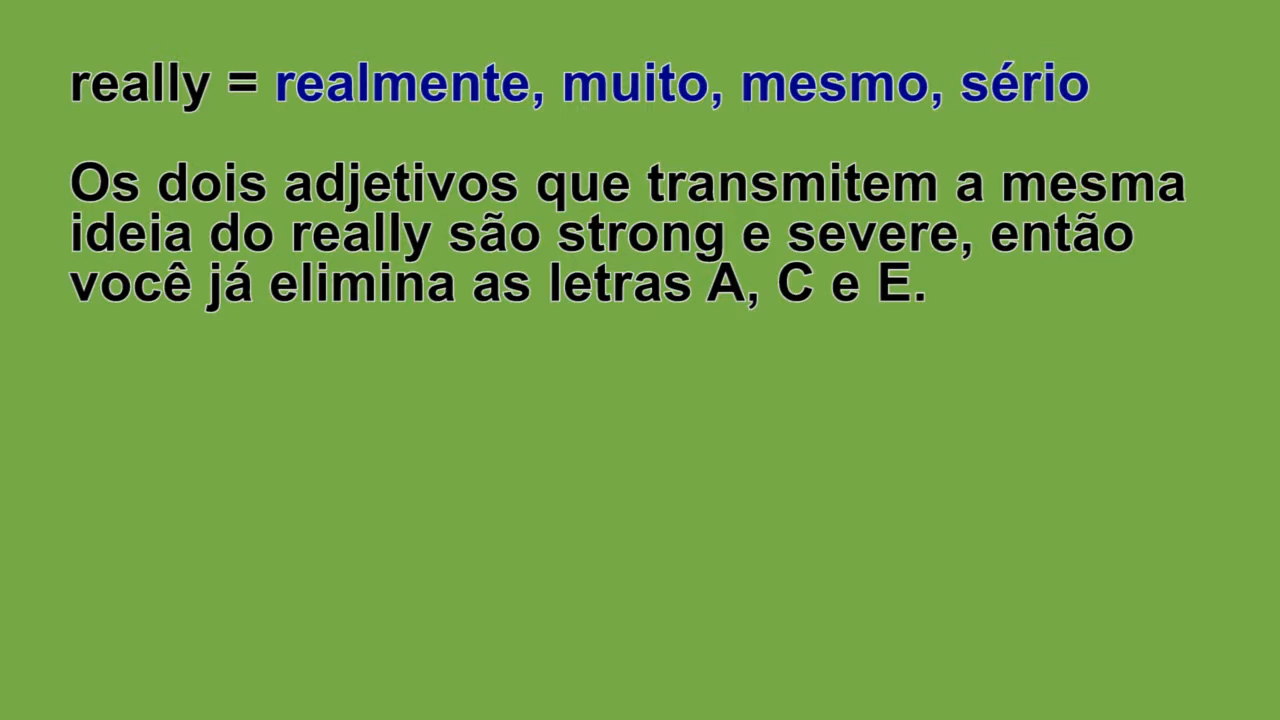 really = realmente, muito, mesmo, sério
Os dois adjetivos que transmitem a mesma
ideia do really são strong e severe, então
você já elimina as letras A, C e E.